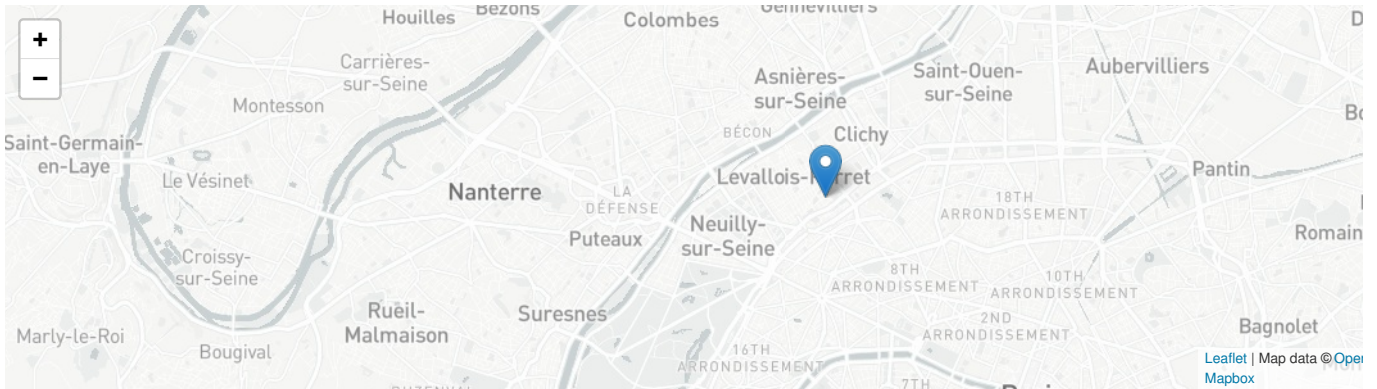 +
−
Houilles
Bezons
Colombes
Gennevilliers
Carrières-
sur-Seine
Asnières-
sur-Seine
Saint-Ouen-
sur-Seine
Aubervilliers
Montesson
BÉCON
Clichy
Saint-Germain-
en-Laye
Le Vésinet
Nanterre
LA
DÉFENSE
Levallois-Perret
Pantin
18TH
ARRONDISSEMENT
Puteaux
Neuilly-
sur-Seine
Romain
Croissy-
sur-Seine
8TH
ARRONDISSEMENT
10TH
ARRONDISSEMENT
Rueil-
Malmaison
Suresnes
2ND
ARRONDISSEMENT
Bagnolet
Marly-le-Roi
Bougival
16TH
ARRONDISSEMENT
7TH
Leaflet | Map data © Oper
Mapbox